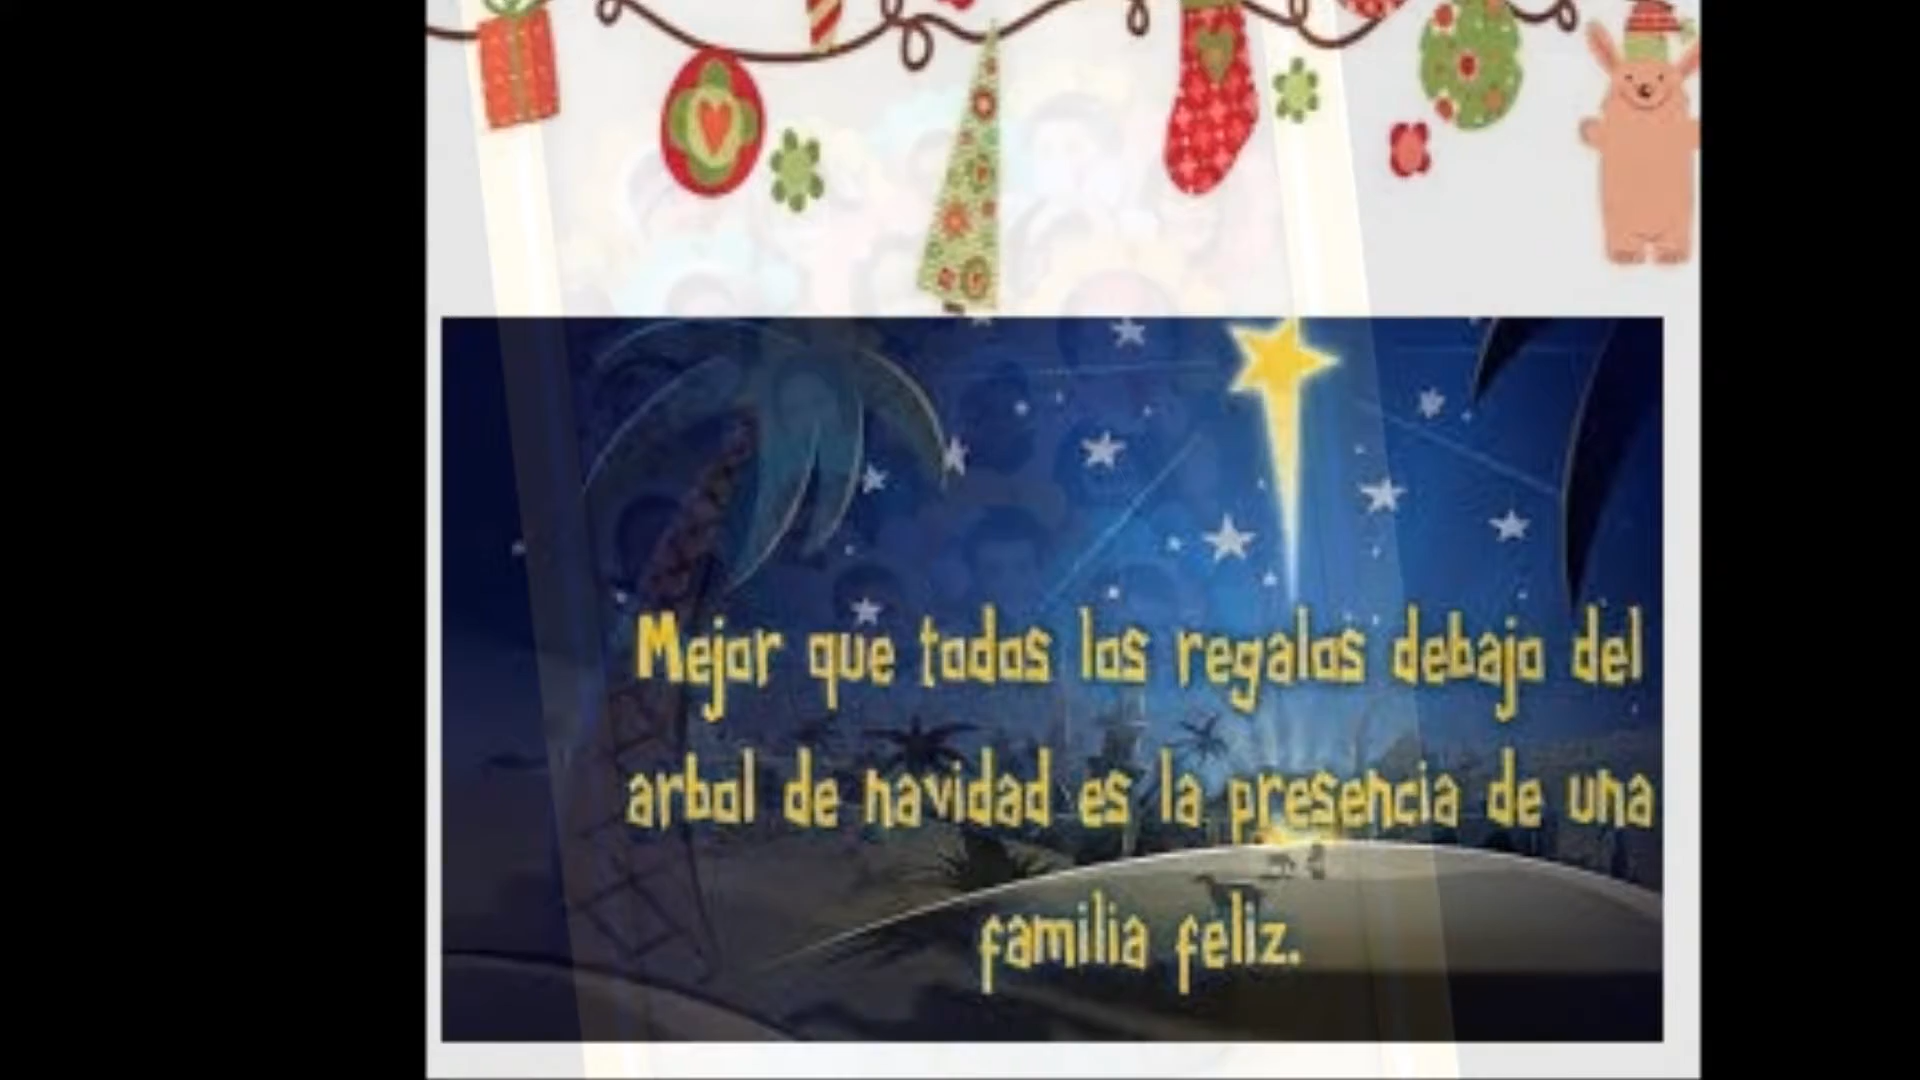 Mejor que todos los regalos debajo del
arbol de navidad es la presencia de una
familia feliz.